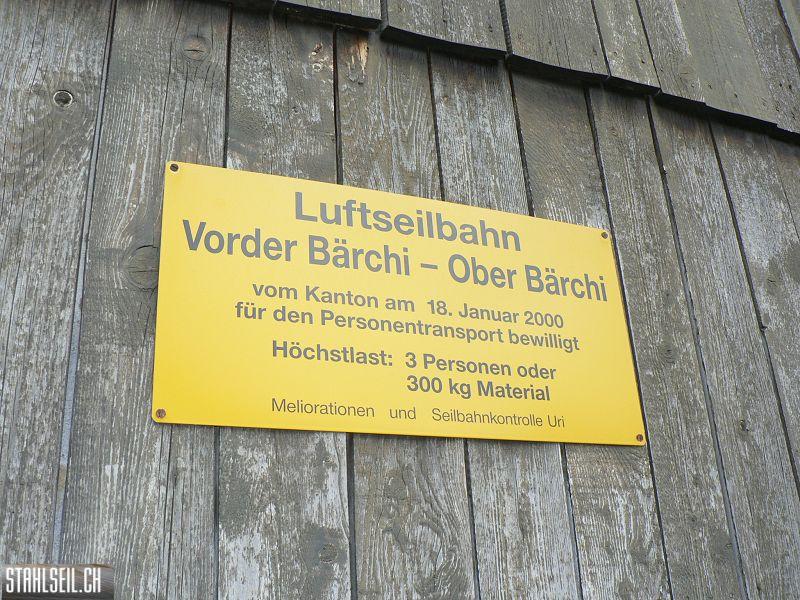 Luftseilbahn
Vorder Bärchi – Ober Bärchi
vom Kanton am 18. Januar 2000
für den Personentransport bewilligt
Höchstlast: 3 Personen oder
300 kg Material
Meliorationen und Seilbahnkontrolle Uri
STAHLSEIL.CH